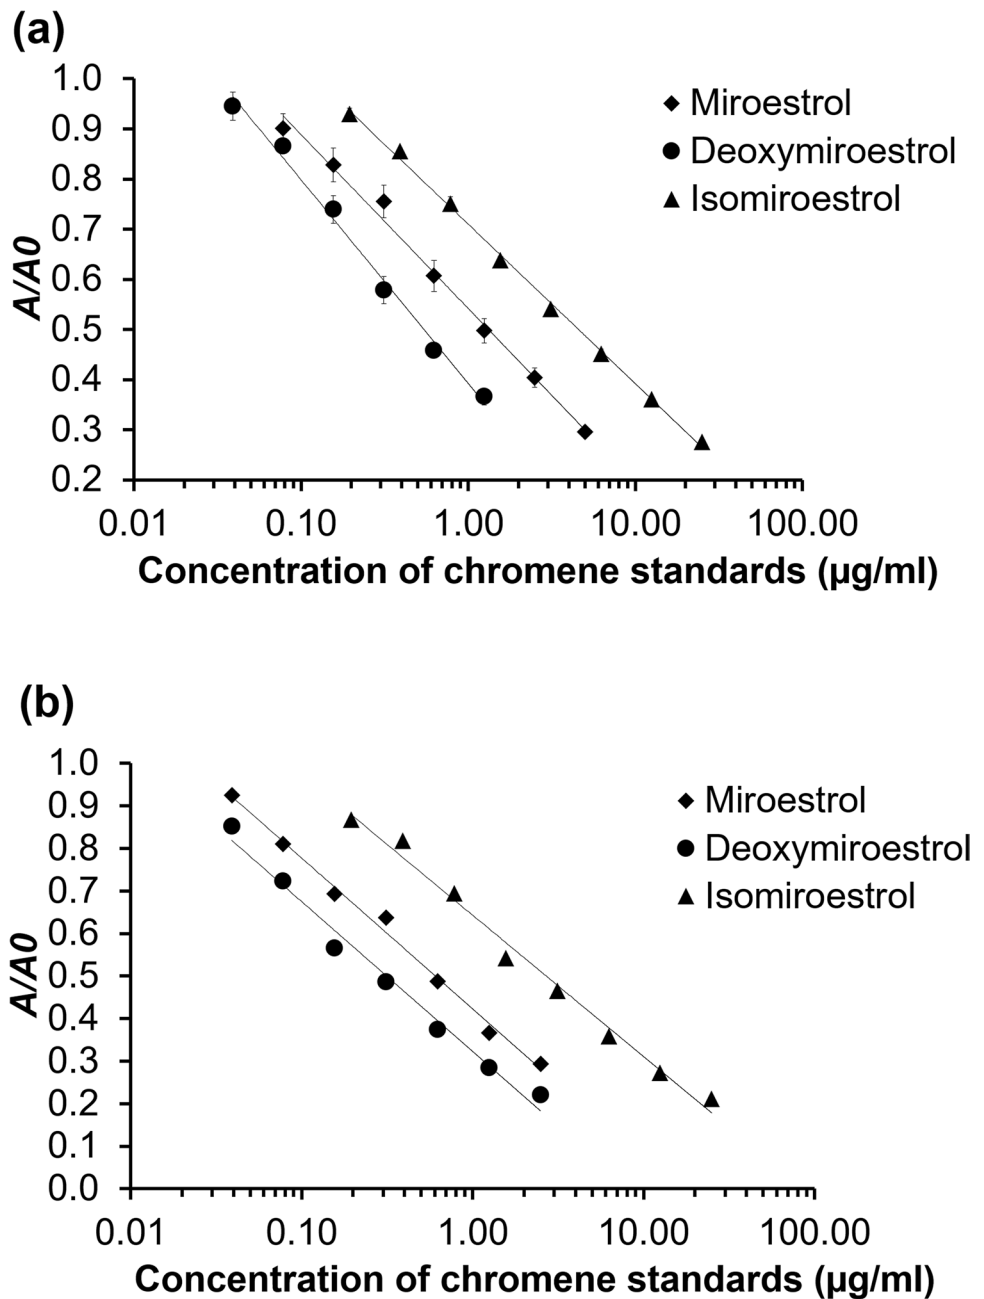 (a)
1.0
0.9
0.8
0.7
0.6
0.5
0.4
0.3
0.2
A/A0
Miroestrol
Deoxymiroestrol
Isomiroestrol
0.01 0.10 1.00 10.00 100.00
Concentration of chromene standards (µg/ml)
(b)
1.0
0.9
0.8
0.7
0.6
0.5
0.4
0.3
0.2
0.1
0.0
A/A0
Miroestrol
Deoxymiroestrol
Isomiroestrol
0.01 0.10 1.00 10.00 100.00
Concentration of chromene standards (µg/ml)